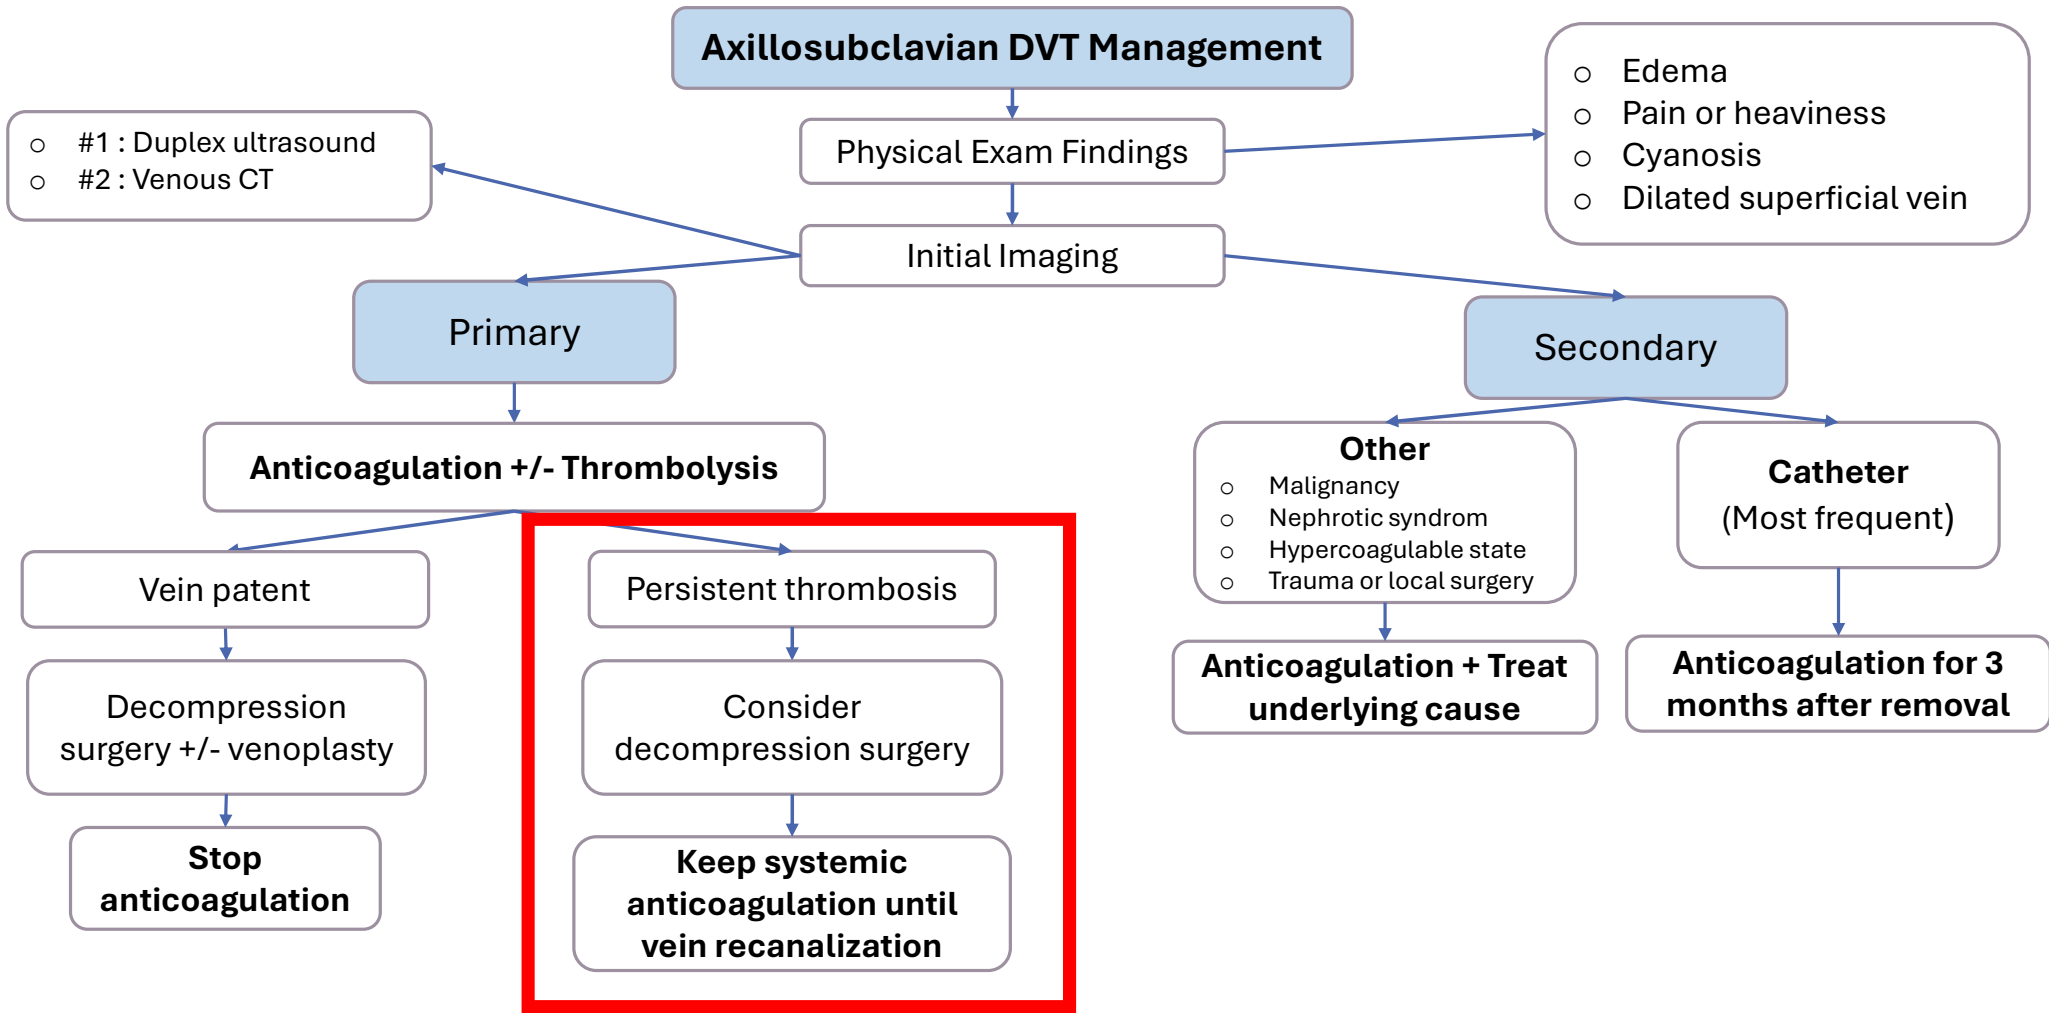 Axillosubclavian DVT Management
Physical Exam Findings
○ Edema
○ Pain or heaviness
○ Cyanosis
○ Dilated superficial vein
○ #1 : Duplex ultrasound
○ #2 : Venous CT
Initial Imaging
Primary
Secondary
Anticoagulation +/- Thrombolysis
Vein patent
Decompression
surgery +/- venoplasty
Stop
anticoagulation
Persistent thrombosis
Consider
decompression surgery
Keep systemic
anticoagulation until
vein recanalization
Other
○ Malignancy
○ Nephrotic syndrom
○ Hypercoagulable state
○ Trauma or local surgery
Anticoagulation + Treat
underlying cause
Catheter
(Most frequent)
Anticoagulation for 3
months after removal